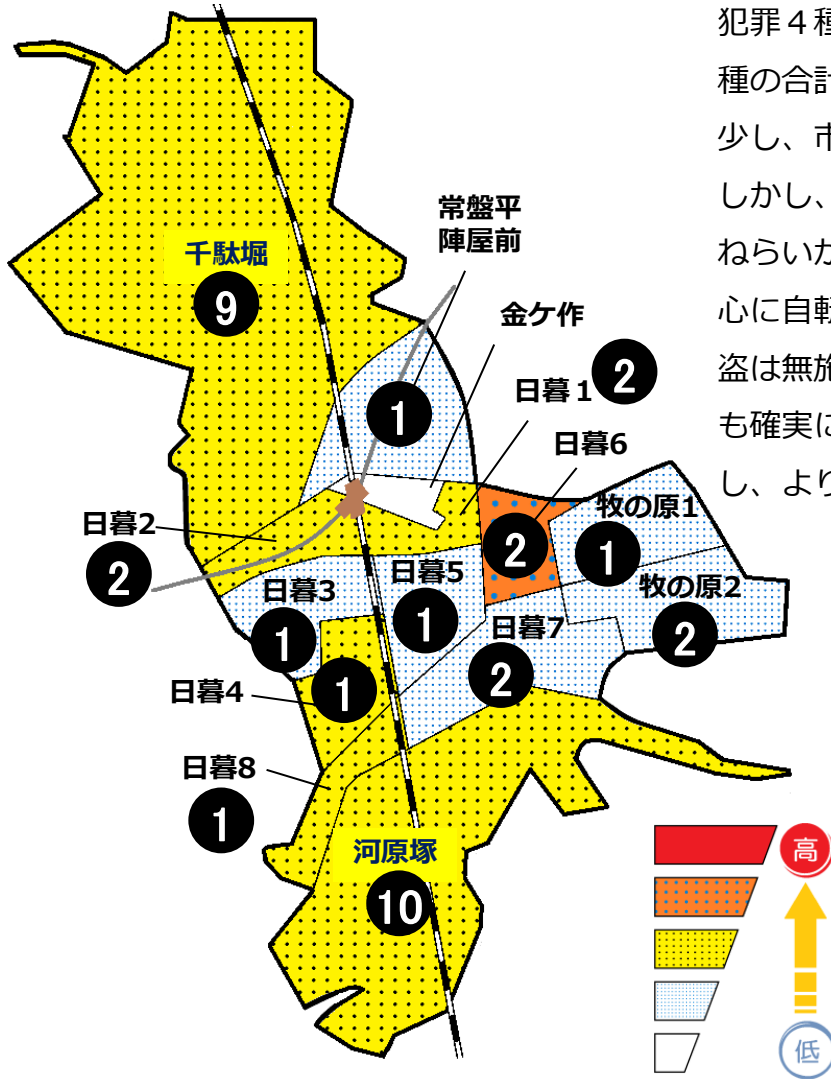 犯罪４種
種の合計
少し、市
しかし、
ねらいか
心に自転
盗は無施
も確実に
し、より
常盤平
陣屋前
1
千駄堀
9
金ケ作
日暮１
2
日暮6
2
日暮2
2
牧の原1
1
日暮5
1
日暮3
1
牧の原2
2
日暮7
2
日暮4
1
日暮8
1
河原塚
10
高
低